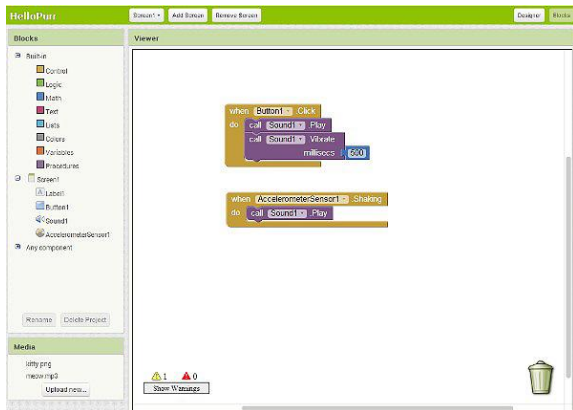 HelloPurr
Screen1 Add Screen Remove Screen Designer Blocks
Blocks
Built-in
Control
Logic
Math
Text
Lists
Colors
Variables
Procedures
Screen1
Label1
Button1
Sound1
AccelerometerSensor1
Any component
Rename Delete Project
Media
kitty.png
meow.mp3
Upload new...
Viewer
when Button1 .Click
do call Sound1 .Play
call Sound1 .Vibrate
millisecs 500
when AccelerometerSensor1 .Shaking
do call Sound1 .Play
1 0
Show Warnings